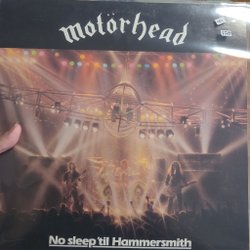 Motörhead
No sleep 'til Hammersmith